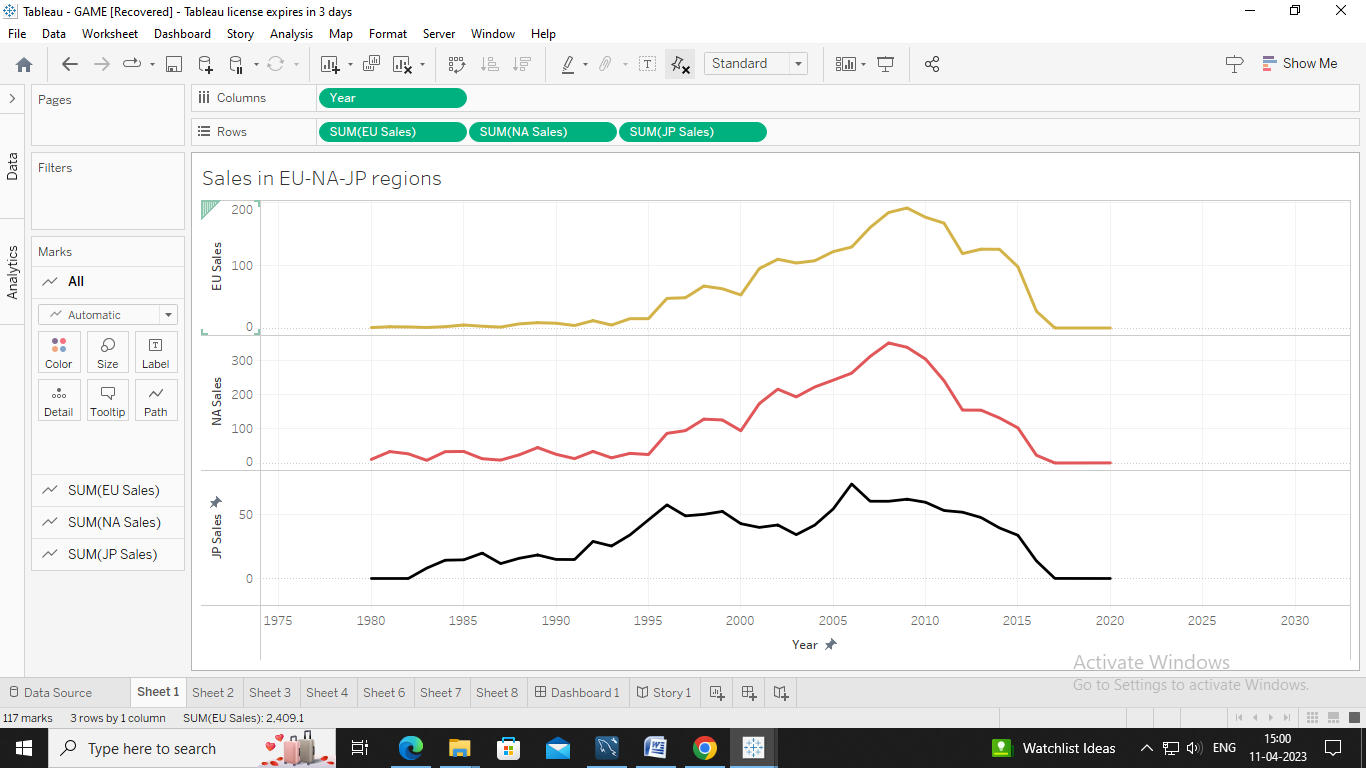 Tableau - GAME [Recovered] - Tableau license expires in 3 days
File Data Worksheet Dashboard Story Analysis Map Format Server Window Help
Standard
Show Me
Pages
Columns
Year
Rows
SUM(EU Sales) SUM(NA Sales) SUM(JP Sales)
Data
Analytics
Filters
Marks
All
Automatic
Color Size Label
Detail Tooltip Path
SUM(EU Sales)
SUM(NA Sales)
SUM(JP Sales)
Sales in EU-NA-JP regions
EU Sales
200
100
0
NA Sales
300
200
100
0
JP Sales
50
0
1975 1980 1985 1990 1995 2000 2005 2010 2015 2020 2025 2030
Year
Activate Windows
Go to Settings to activate Windows.
Data Source Sheet 1 Sheet 2 Sheet 3 Sheet 4 Sheet 6 Sheet 7 Sheet 8 Dashboard 1 Story 1
117 marks 3 rows by 1 column SUM(EU Sales): 2,409.1
Type here to search
Watchlist Ideas
ENG
15:00
11-04-2023